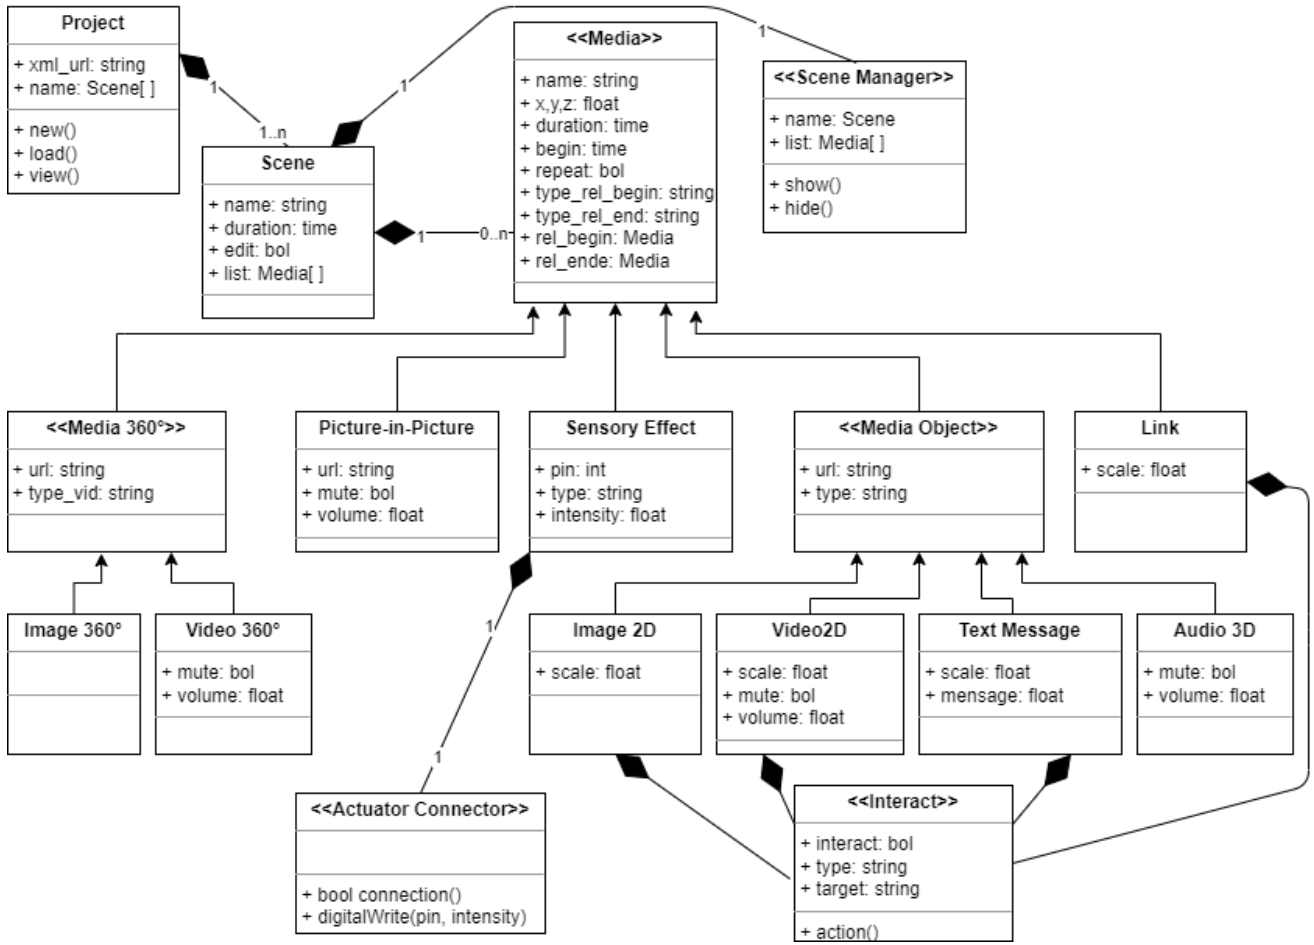 Project
+ xml_url: string
+ name: Scene[ ]
+ new()
+ load()
+ view()
1
1..n
Scene
+ name: string
+ duration: time
+ edit: bol
+ list: Media[ ]
1
0..n
1
1
<<Media>>
+ name: string
+ x,y,z: float
+ duration: time
+ begin: time
+ repeat: bol
+ type_rel_begin: string
+ type_rel_end: string
+ rel_begin: Media
+ rel_ende: Media
<<Scene Manager>>
+ name: Scene
+ list: Media[ ]
+ show()
+ hide()
<<Media 360º>>
+ url: string
+ type_vid: string
Picture-in-Picture
+ url: string
+ mute: bol
+ volume: float
Sensory Effect
+ pin: int
+ type: string
+ intensity: float
<<Media Object>>
+ url: string
+ type: string
Link
+ scale: float
Image 360º
Video 360º
+ mute: bol
+ volume: float
1
1
Image 2D
+ scale: float
Video2D
+ scale: float
+ mute: bol
+ volume: float
Text Message
+ scale: float
+ mensage: float
Audio 3D
+ mute: bol
+ volume: float
<<Actuator Connector>>
+ bool connection()
+ digitalWrite(pin, intensity)
<<Interact>>
+ interact: bol
+ type: string
+ target: string
+ action()